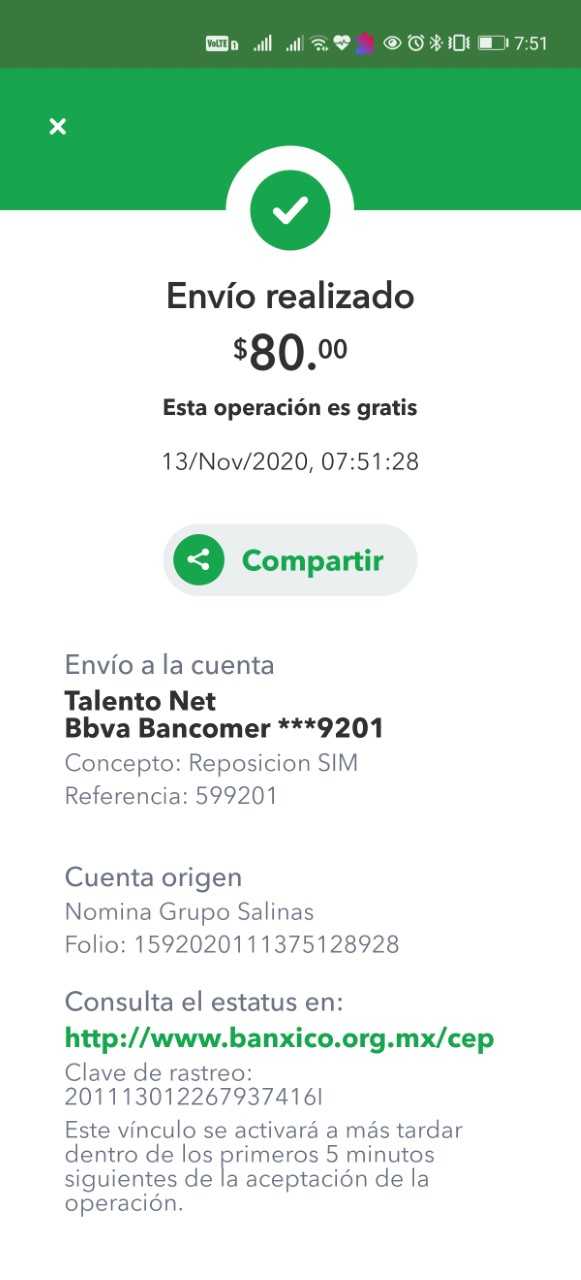 VoLTE 7:51
Envío realizado
$80.00
Esta operación es gratis
13/Nov/2020, 07:51:28
Compartir
Envío a la cuenta
Talento Net
Bbva Bancomer ***9201
Concepto: Reposicion SIM
Referencia: 599201
Cuenta origen
Nomina Grupo Salinas
Folio: 1592020111375128928
Consulta el estatus en:
http://www.banxico.org.mx/cep
Clave de rastreo:
201113012267937416I
Este vínculo se activará a más tardar
dentro de los primeros 5 minutos
siguientes de la aceptación de la
operación.